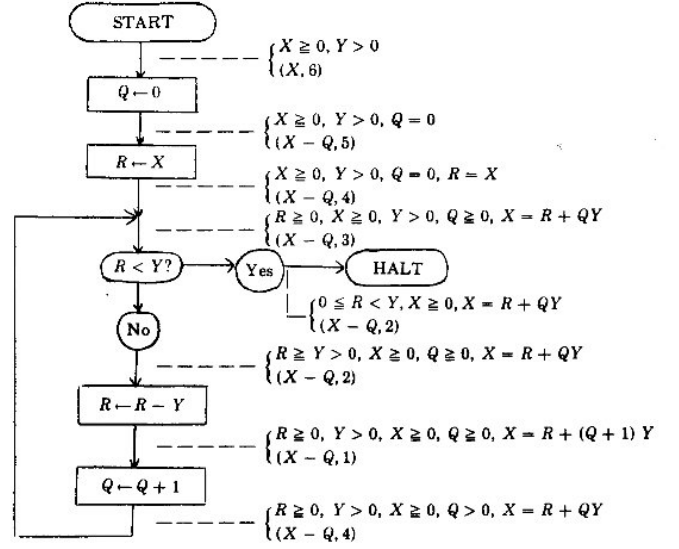 START
X ≧ 0, Y > 0
(X, 6)
Q ← 0
X ≧ 0, Y > 0, Q = 0
(X − Q, 5)
R ← X
X ≧ 0, Y > 0, Q = 0, R = X
(X − Q, 4)
R ≧ 0, X ≧ 0, Y > 0, Q ≧ 0, X = R + QY
(X − Q, 3)
R < Y?
Yes
HALT
0 ≦ R < Y, X ≧ 0, X = R + QY
(X − Q, 2)
No
R ≧ Y > 0, X ≧ 0, Q ≧ 0, X = R + QY
(X − Q, 2)
R ← R − Y
R ≧ 0, Y > 0, X ≧ 0, Q ≧ 0, X = R + (Q + 1) Y
(X − Q, 1)
Q ← Q + 1
R ≧ 0, Y > 0, X ≧ 0, Q > 0, X = R + QY
(X − Q, 4)